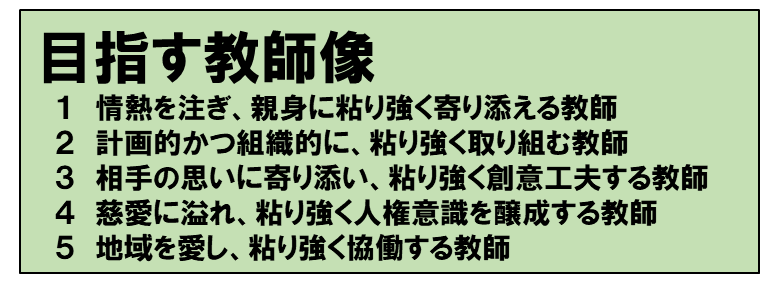 目指す教師像
1 情熱を注ぎ、親身に粘り強く寄り添える教師
2 計画的かつ組織的に、粘り強く取り組む教師
3 相手の思いに寄り添い、粘り強く創意工夫する教師
4 慈愛に溢れ、粘り強く人権意識を醸成する教師
5 地域を愛し、粘り強く協働する教師